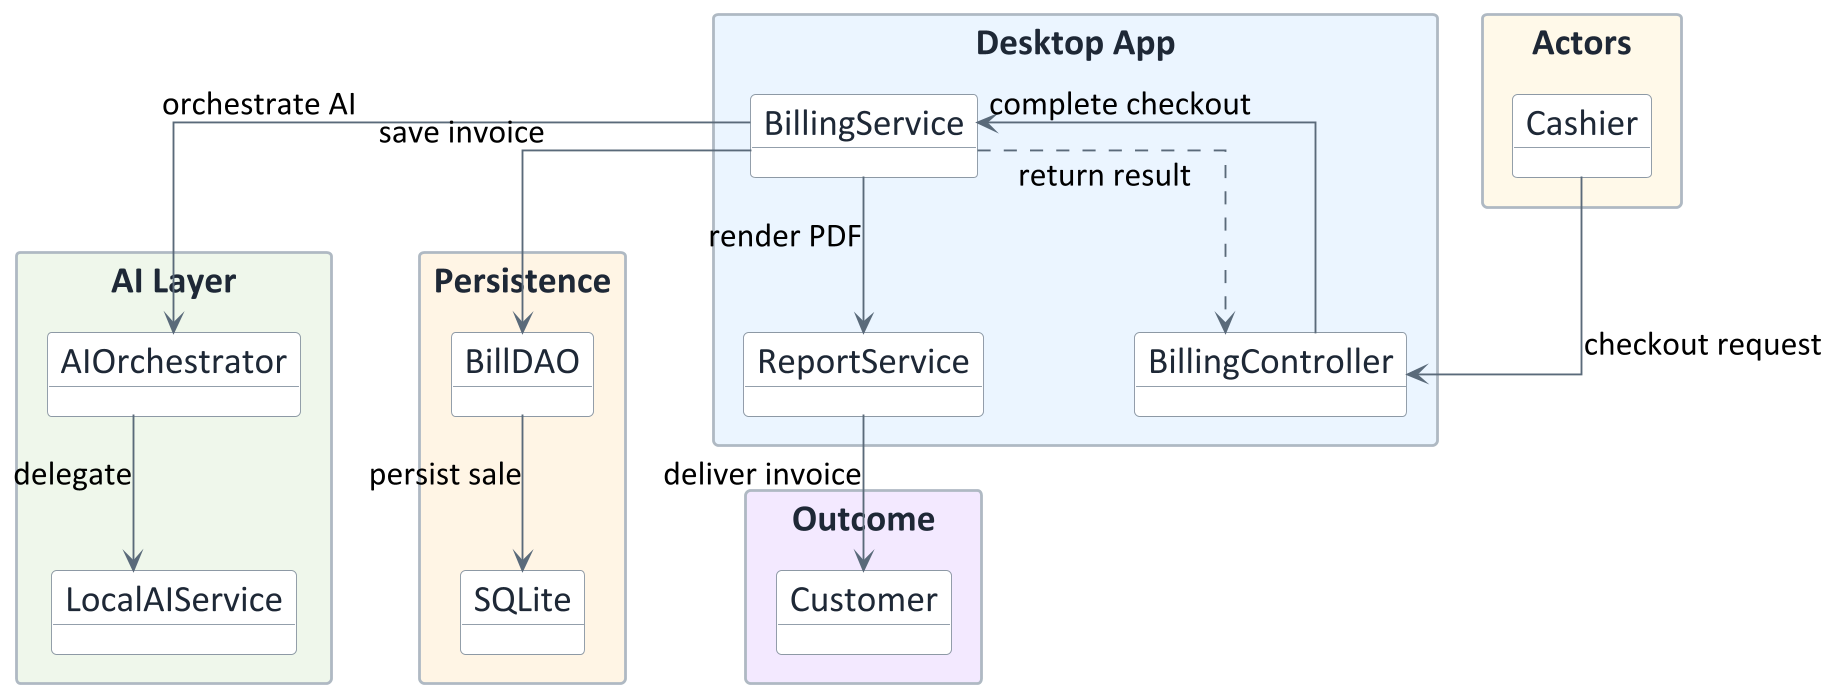 Desktop App
Actors
orchestrate AI
save invoice
BillingService
complete checkout
return result
Cashier
render PDF
AI Layer
Persistence
AIOrchestrator
BillDAO
ReportService
BillingController
checkout request
delegate
persist sale
deliver invoice
Outcome
LocalAIService
SQLite
Customer